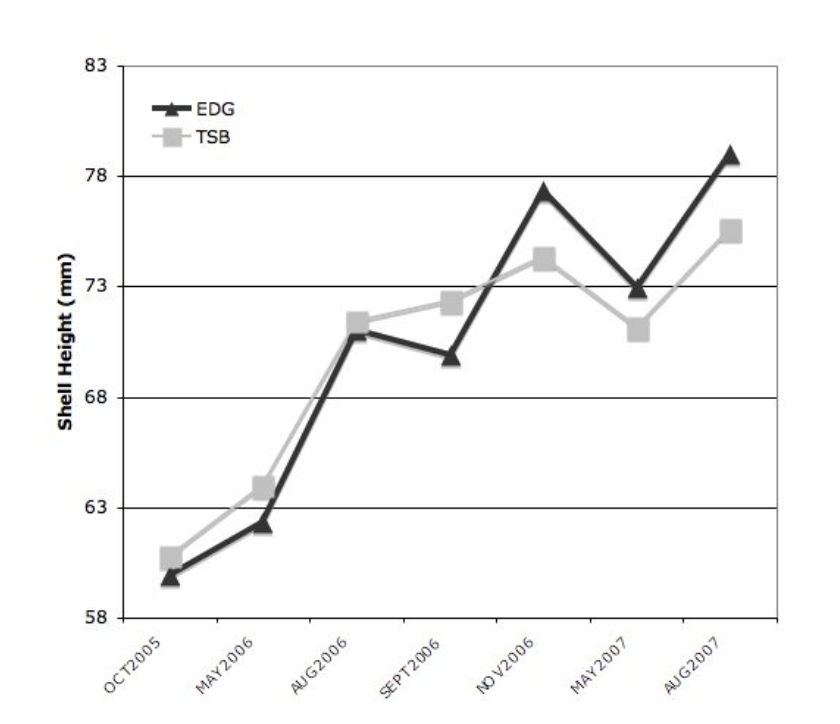 83
EDG
TSB
78
73
68
63
58
Shell Height (mm)
OCT2005
MAY2006
AUG2006
SEPT2006
NOV2006
MAY2007
AUG2007